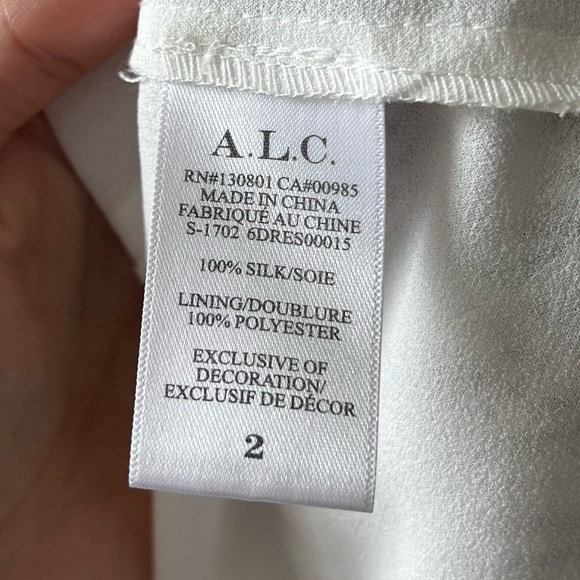 A.L.C.
RN#130801 CA#00985
MADE IN CHINA
FABRIQUÉ AU CHINE
S-1702 6DRES00015
100% SILK/SOIE
LINING/DOUBLURE
100% POLYESTER
EXCLUSIVE OF
DECORATION/
EXCLUSIF DE DÉCOR
2